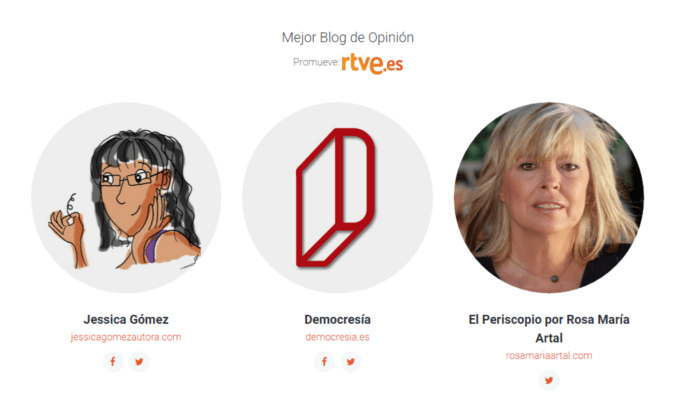 Mejor Blog de Opinión
Promueve: rtve.es
Jessica Gómez
jessicagomezautora.com
Democresía
democresia.es
El Periscopio por Rosa María
Artal
rosamariaartal.com